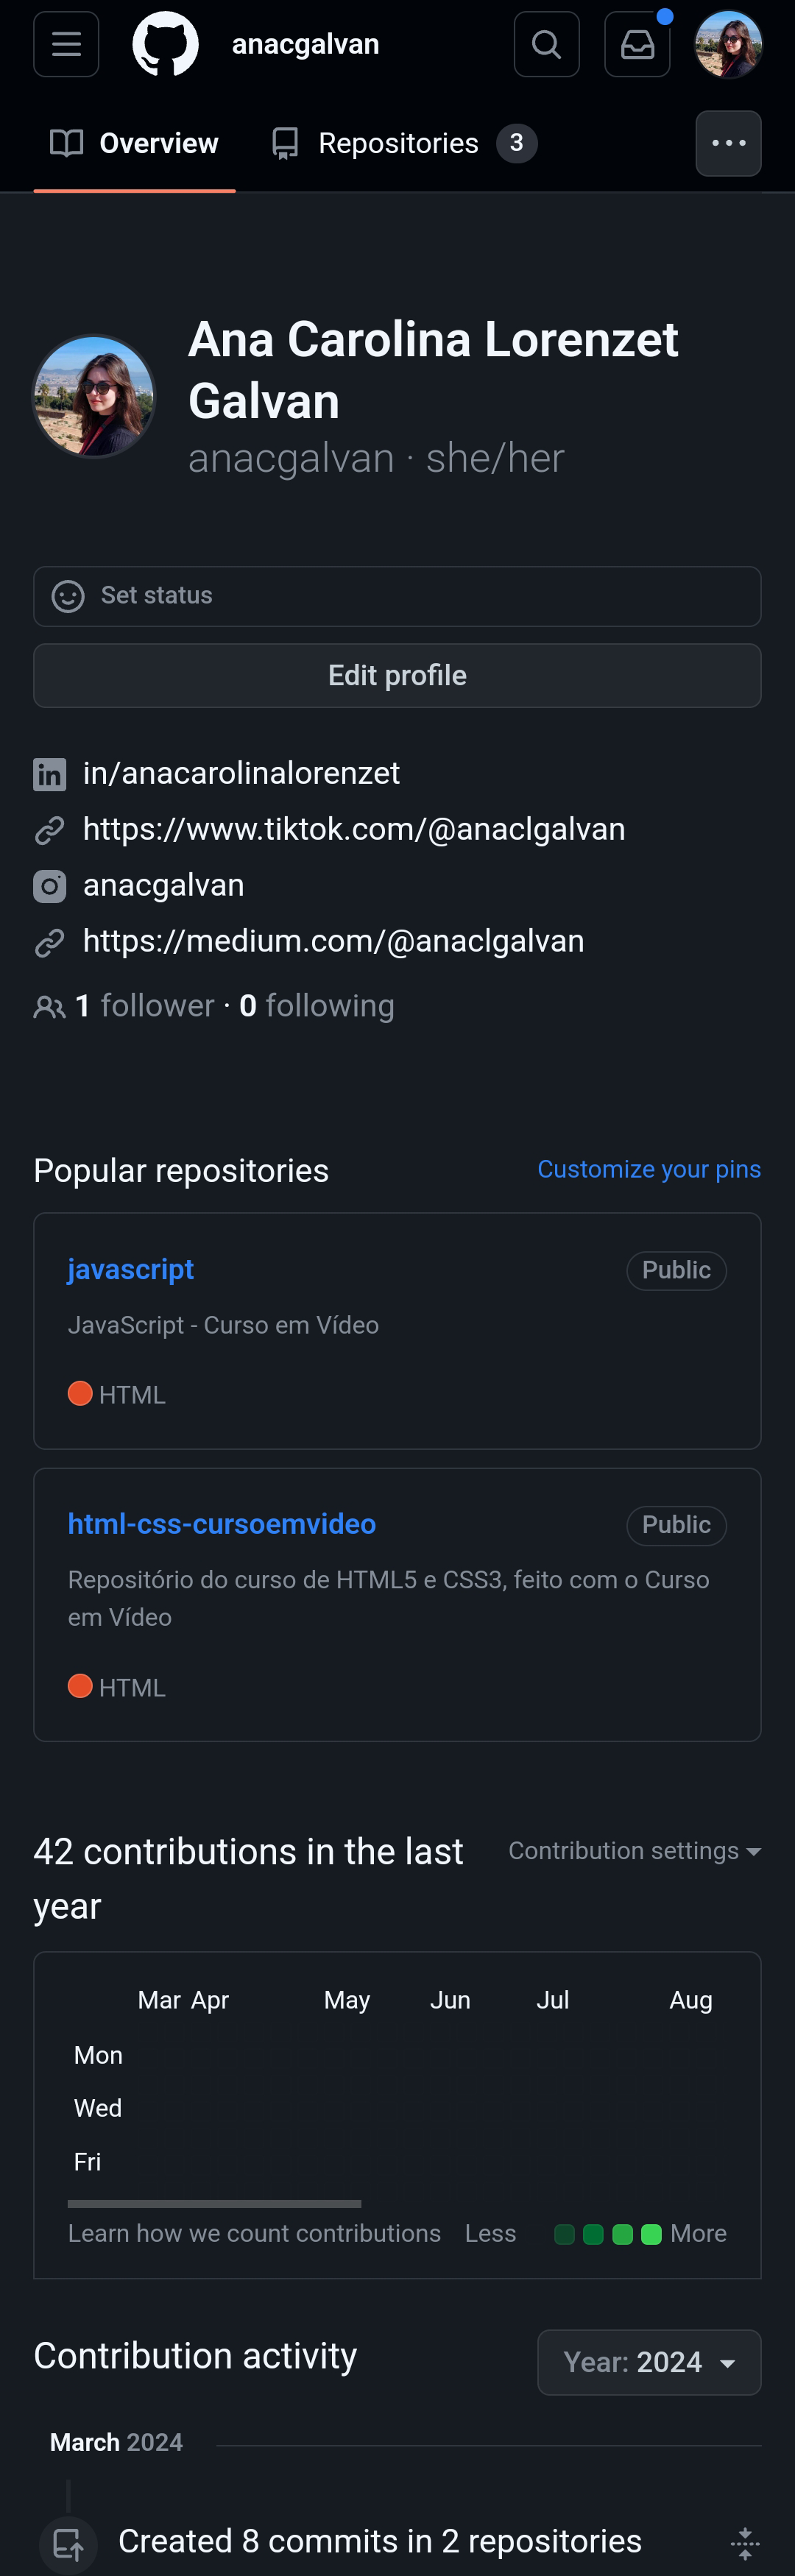 anacgalvan
Overview
Repositories 3
Ana Carolina Lorenzet
Galvan
anacgalvan · she/her
Set status
Edit profile
in/anacarolinalorenzet
https://www.tiktok.com/@anaclgalvan
anacgalvan
https://medium.com/@anaclgalvan
1 follower · 0 following
Popular repositories
Customize your pins
javascript
Public
JavaScript - Curso em Vídeo
HTML
html-css-cursoemvideo
Public
Repositório do curso de HTML5 e CSS3, feito com o Curso
em Vídeo
HTML
42 contributions in the last
year
Contribution settings
Mar Apr May Jun Jul Aug
Mon
Wed
Fri
Learn how we count contributions Less More
Contribution activity
Year: 2024
March 2024
Created 8 commits in 2 repositories